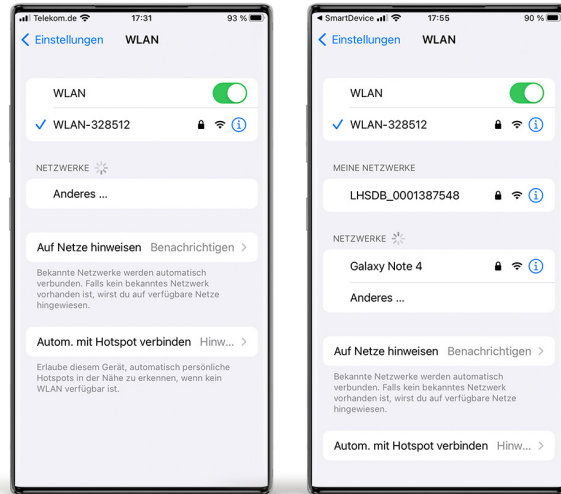 Telekom.de 17:31 93 %
Einstellungen WLAN
WLAN
WLAN-328512
NETZWERKE
Anderes ...
Auf Netze hinweisen Benachrichtigen
Bekannte Netzwerke werden automatisch
verbunden. Falls kein bekanntes Netzwerk
vorhanden ist, wirst du auf verfügbare Netze
hingewiesen.
Autom. mit Hotspot verbinden Hinw...
Erlaube diesem Gerät, automatisch persönliche
Hotspots in der Nähe zu erkennen, wenn kein
WLAN verfügbar ist.
SmartDevice 17:55 90 %
Einstellungen WLAN
WLAN
WLAN-328512
MEINE NETZWERKE
LHSDB_0001387548
NETZWERKE
Galaxy Note 4
Anderes ...
Auf Netze hinweisen Benachrichtigen
Bekannte Netzwerke werden automatisch
verbunden. Falls kein bekanntes Netzwerk
vorhanden ist, wirst du auf verfügbare Netze
hingewiesen.
Autom. mit Hotspot verbinden Hinw...